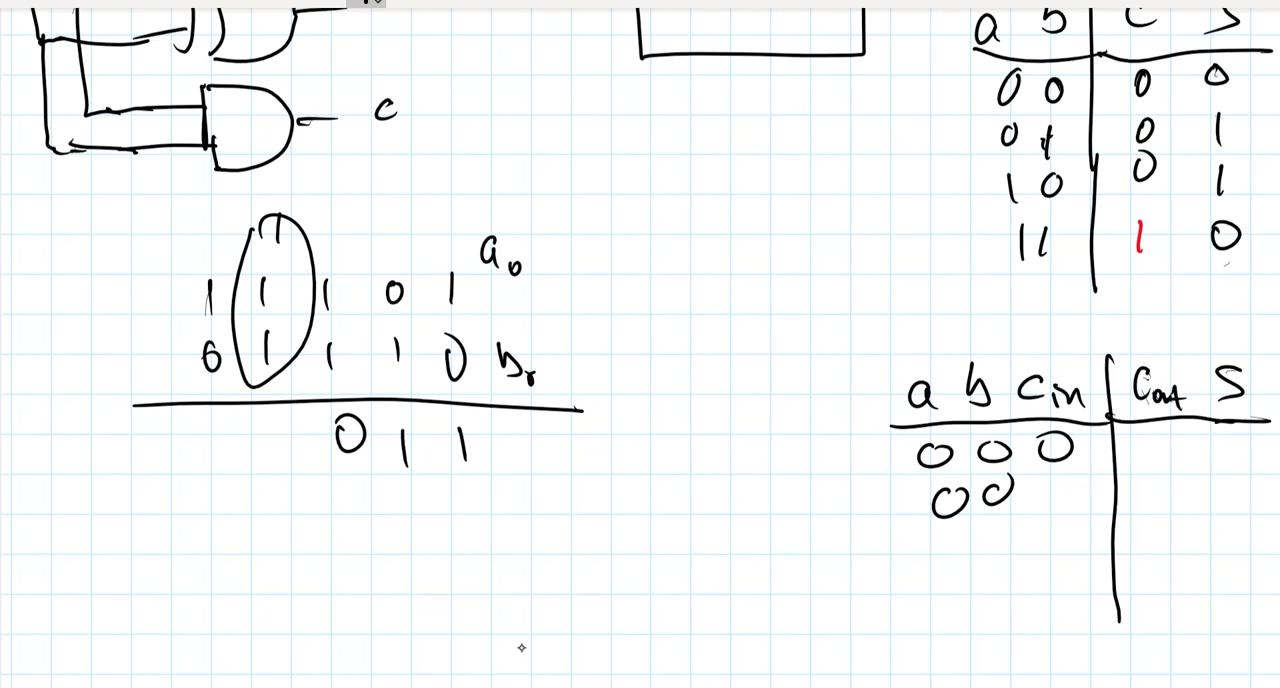 a b c s
0 0 0 0
0 1 0 1
1 0 0 1
1 1 1 0
c
1
1 1 1 0 1 a0
0 1 1 1 0 b0
0 1 1
a b Cin Cout S
0 0 0
0 0